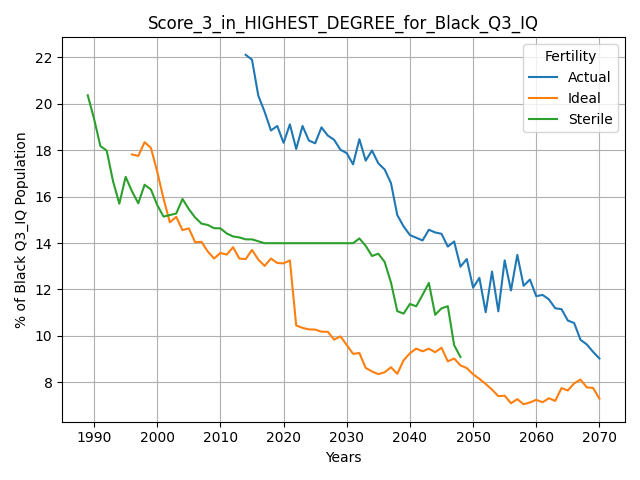 Score_3_in_HIGHEST_DEGREE_for_Black_Q3_IQ
Fertility
Actual
Ideal
Sterile
% of Black Q3_IQ Population
22
20
18
16
14
12
10
8
1990 2000 2010 2020 2030 2040 2050 2060 2070
Years